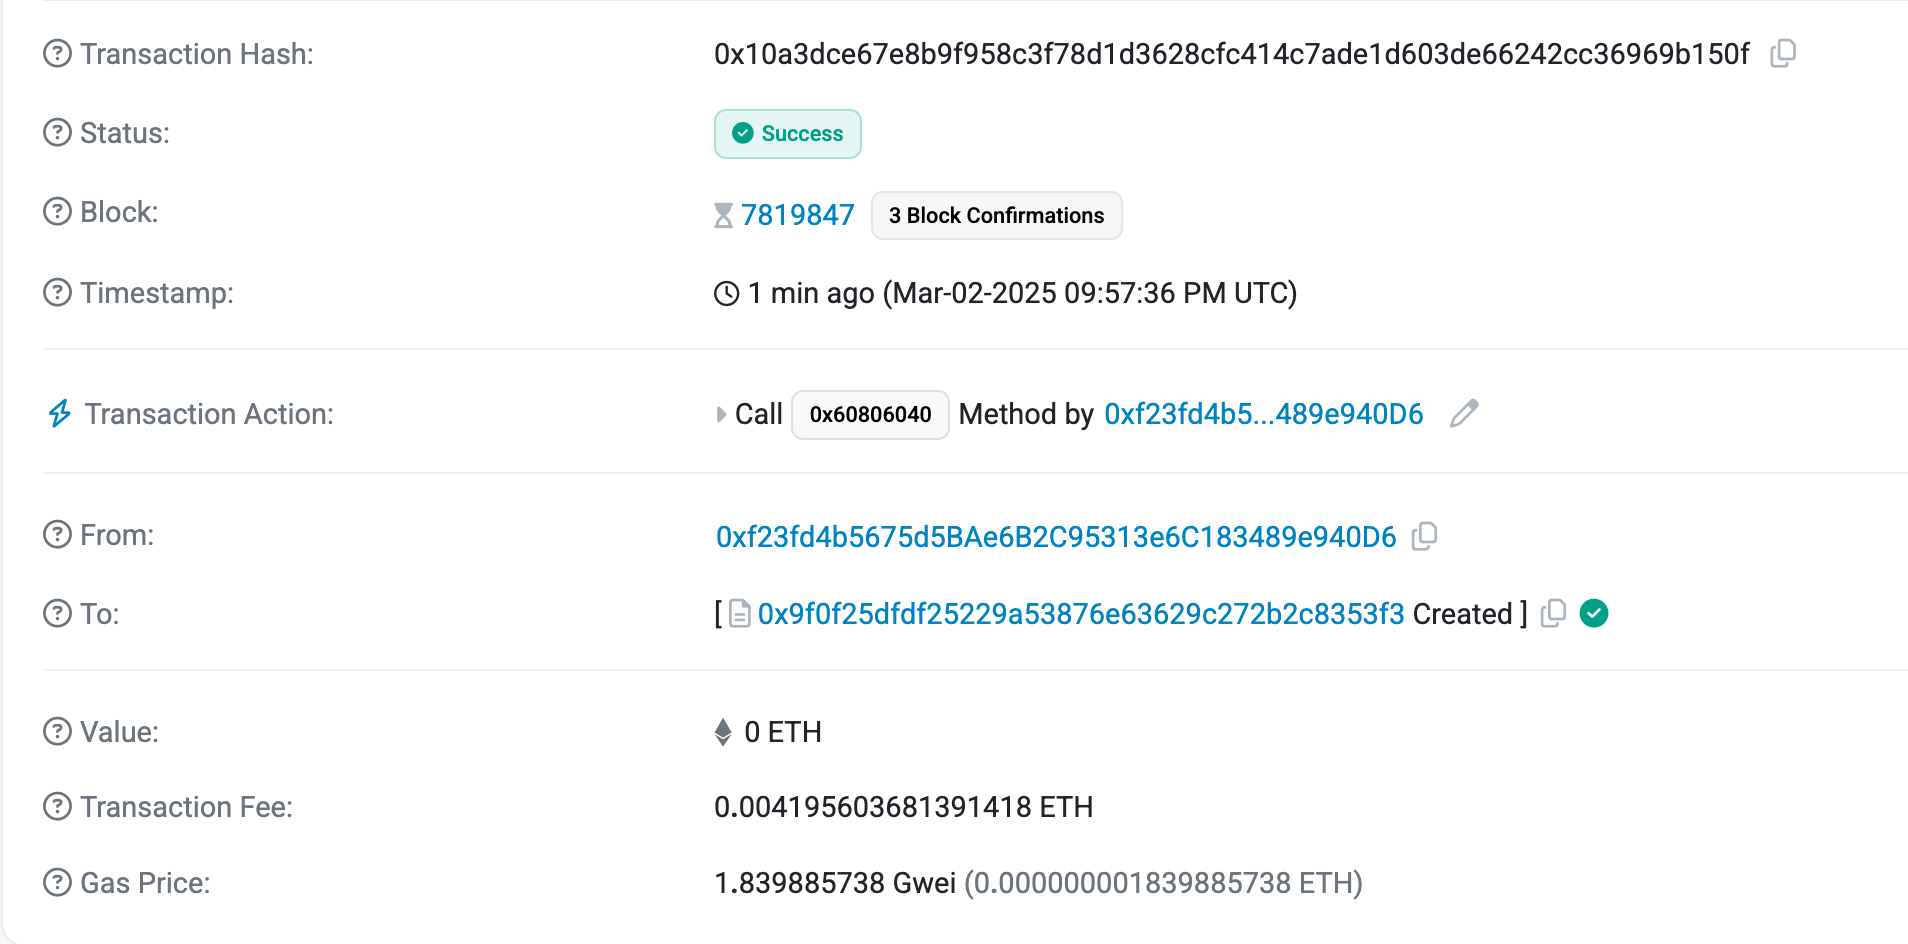 Transaction Hash: 0x10a3dce67e8b9f958c3f78d1d3628cfc414c7ade1d603de66242cc36969b150f
Status: Success
Block: 7819847 3 Block Confirmations
Timestamp: 1 min ago (Mar-02-2025 09:57:36 PM UTC)
Transaction Action: Call 0x60806040 Method by 0xf23fd4b5...489e940D6
From: 0xf23fd4b5675d5BAe6B2C95313e6C183489e940D6
To: [ 0x9f0f25dfdf25229a53876e63629c272b2c8353f3 Created ]
Value: 0 ETH
Transaction Fee: 0.004195603681391418 ETH
Gas Price: 1.839885738 Gwei (0.000000001839885738 ETH)